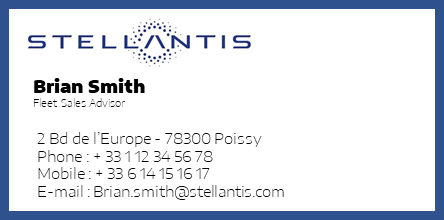 STELLANTIS
Brian Smith
Fleet Sales Advisor
2 Bd de l'Europe - 78300 Poissy
Phone : + 33 1 12 34 56 78
Mobile : + 33 6 14 15 16 17
E-mail : Brian.smith@stellantis.com